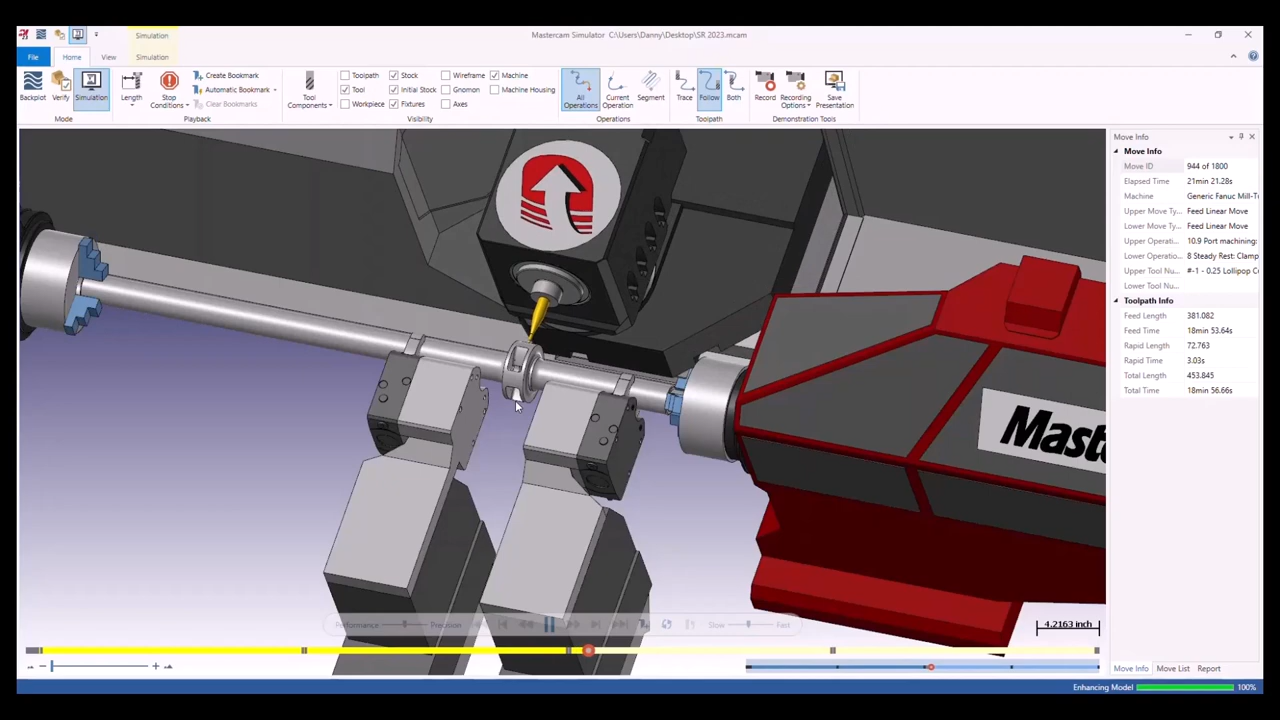 Simulation
Mastercam Simulator C:\Users\Danny\Desktop\SR 2023.mcam
File Home View Simulation
Backplot Verify Simulation
Mode
Length Stop Conditions
Create Bookmark
Automatic Bookmark
Clear Bookmarks
Playback
Tool Components
Toolpath Stock Wireframe Machine
Tool Initial Stock Gnomon Machine Housing
Workpiece Fixtures Axes
Visibility
All Operations Current Operation Segment
Operations
Trace Follow Both
Toolpath
Record Recording Options Save Presentation
Demonstration Tools
Move Info
Move Info
Move ID 944 of 1800
Elapsed Time 21min 21.28s
Machine Generic Fanuc Mill-T
Upper Move Ty... Feed Linear Move
Lower Move Ty... Feed Linear Move
Upper Operati... 10.9 Port machining:
Lower Operatio... 8 Steady Rest: Clamp
Upper Tool Nu... #-1 - 0.25 Lollipop C
Lower Tool Nu...
Toolpath Info
Feed Length 381.082
Feed Time 18min 53.64s
Rapid Length 72.763
Rapid Time 3.03s
Total Length 453.845
Total Time 18min 56.66s
Maste
Performance Precision Slow Fast
4.2163 inch
Move Info Move List Report
Enhancing Model 100%